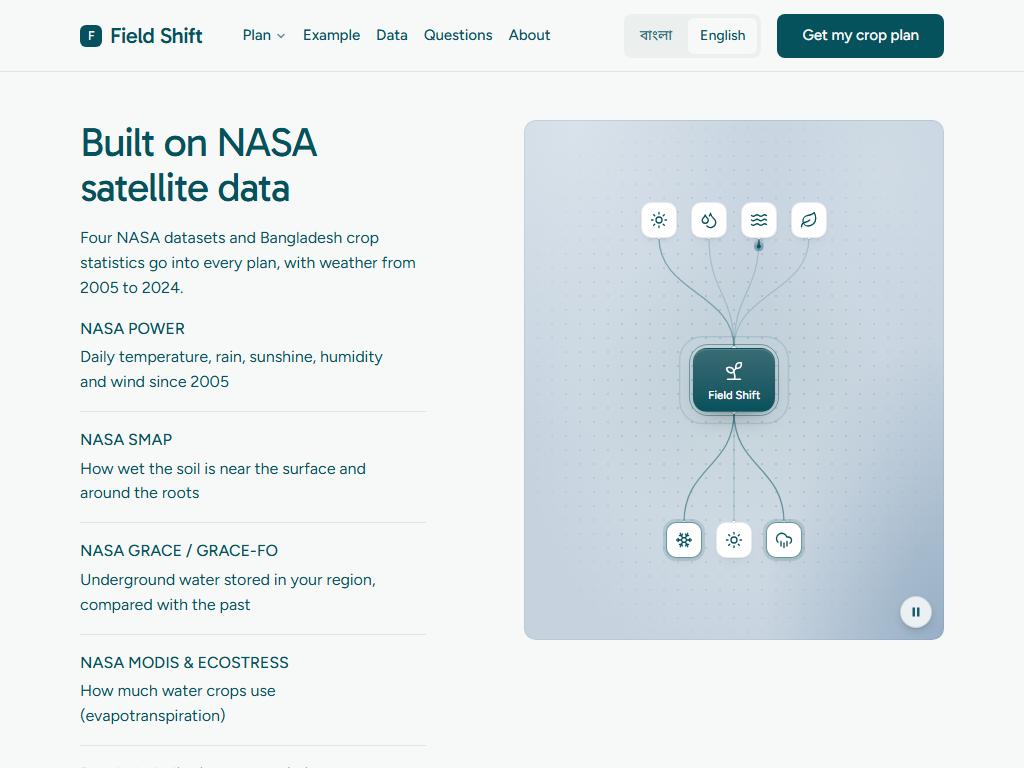 F Field Shift Plan Example Data Questions About বাংলা English Get my crop plan
Built on NASA
satellite data
Four NASA datasets and Bangladesh crop
statistics go into every plan, with weather from
2005 to 2024.
NASA POWER
Daily temperature, rain, sunshine, humidity
and wind since 2005
NASA SMAP
How wet the soil is near the surface and
around the roots
NASA GRACE / GRACE-FO
Underground water stored in your region,
compared with the past
NASA MODIS & ECOSTRESS
How much water crops use
(evapotranspiration)
Field Shift